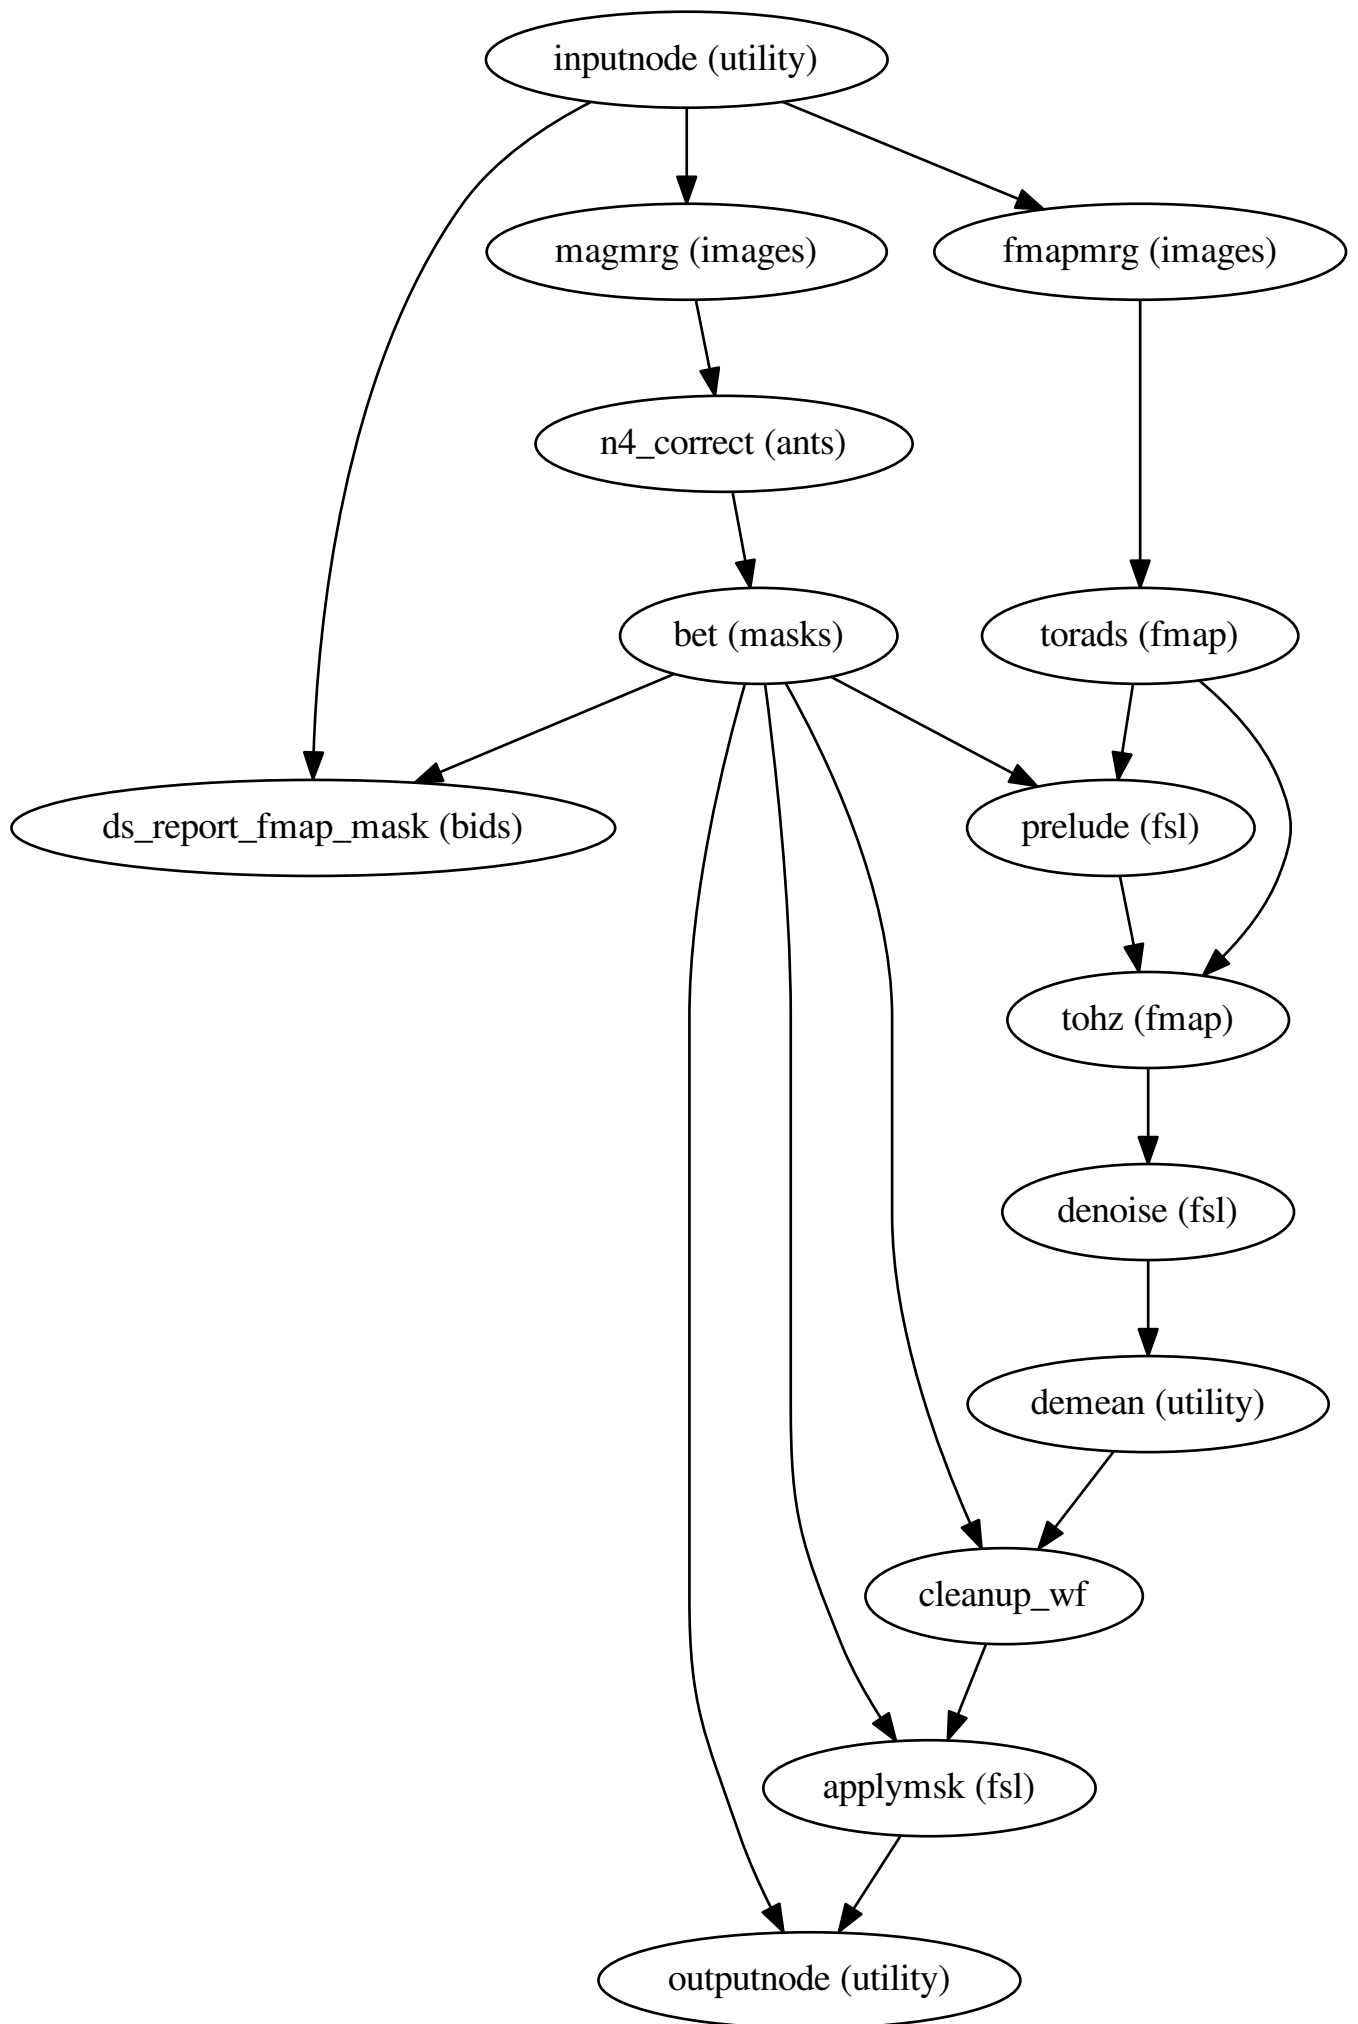 inputnode (utility)
magmrg (images)
fmapmrg (images)
n4_correct (ants)
bet (masks)
torads (fmap)
ds_report_fmap_mask (bids)
prelude (fsl)
tohz (fmap)
denoise (fsl)
demean (utility)
cleanup_wf
applymsk (fsl)
outputnode (utility)